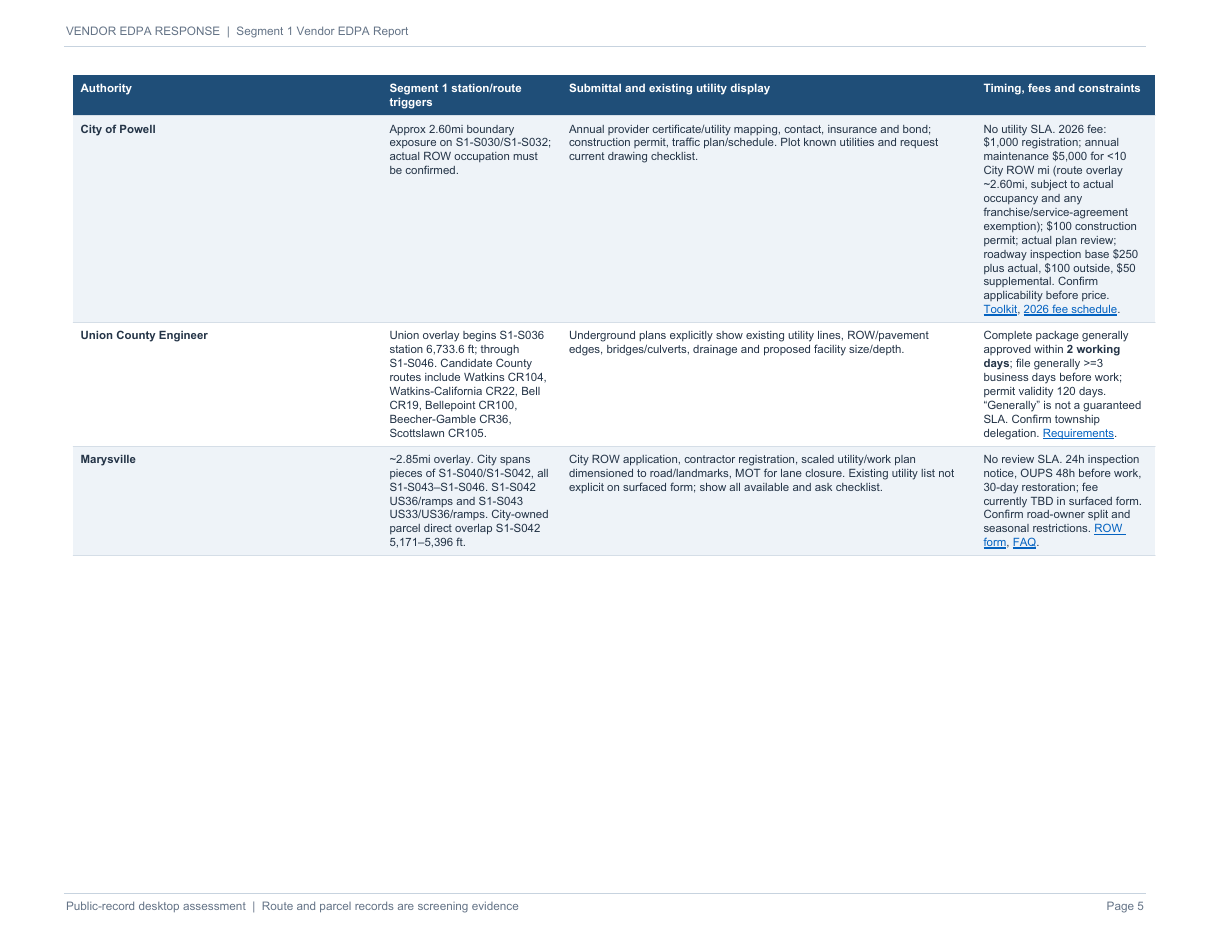 VENDOR EDPA RESPONSE | Segment 1 Vendor EDPA Report
Authority
Segment 1 station/route
triggers
Submittal and existing utility display
Timing, fees and constraints
City of Powell
Approx 2.60mi boundary
exposure on S1-S030/S1-S032;
actual ROW occupation must
be confirmed.
Annual provider certificate/utility mapping, contact, insurance and bond;
construction permit, traffic plan/schedule. Plot known utilities and request
current drawing checklist.
No utility SLA. 2026 fee:
$1,000 registration; annual
maintenance $5,000 for <10
City ROW mi (route overlay
~2.60mi, subject to actual
occupancy and any
franchise/service-agreement
exemption); $100 construction
permit; actual plan review;
roadway inspection base $250
plus actual, $100 outside, $50
supplemental. Confirm
applicability before price.
Toolkit, 2026 fee schedule.
Union County Engineer
Union overlay begins S1-S036
station 6,733.6 ft; through
S1-S046. Candidate County
routes include Watkins CR104,
Watkins-California CR22, Bell
CR19, Bellepoint CR100,
Beecher-Gamble CR36,
Scottslawn CR105.
Underground plans explicitly show existing utility lines, ROW/pavement
edges, bridges/culverts, drainage and proposed facility size/depth.
Complete package generally
approved within 2 working
days; file generally >=3
business days before work;
permit validity 120 days.
“Generally” is not a guaranteed
SLA. Confirm township
delegation. Requirements.
Marysville
~2.85mi overlay. City spans
pieces of S1-S040/S1-S042, all
S1-S043–S1-S046. S1-S042
US36/ramps and S1-S043
US33/US36/ramps. City-owned
parcel direct overlap S1-S042
5,171–5,396 ft.
City ROW application, contractor registration, scaled utility/work plan
dimensioned to road/landmarks, MOT for lane closure. Existing utility list not
explicit on surfaced form; show all available and ask checklist.
No review SLA. 24h inspection
notice, OUPS 48h before work,
30-day restoration; fee
currently TBD in surfaced form.
Confirm road-owner split and
seasonal restrictions. ROW
form, FAQ.
Public-record desktop assessment | Route and parcel records are screening evidence
Page 5